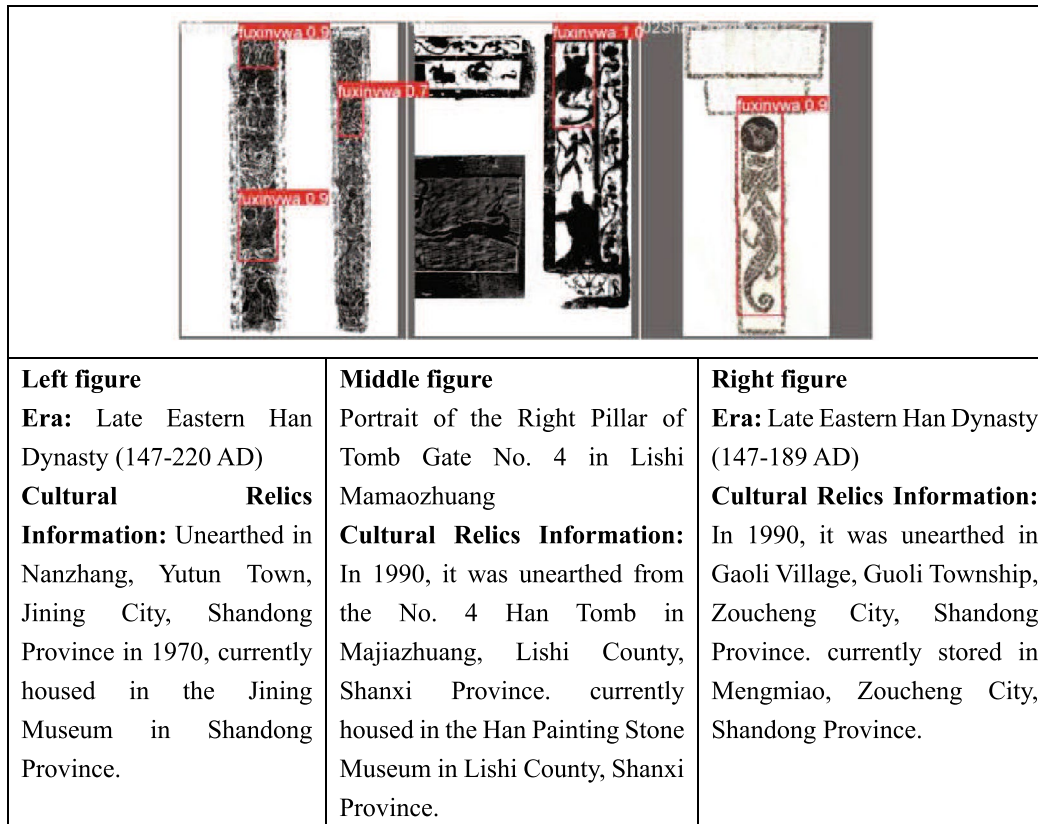 fuxinvwa 0.9
fuxinvwa 0.7
fuxinvwa 0.9
fuxinvwa 1.0
fuxinvwa 0.9
Left figure
Era: Late Eastern Han
Dynasty (147-220 AD)
Cultural Relics
Information: Unearthed in
Nanzhang, Yutun Town,
Jining City, Shandong
Province in 1970, currently
housed in the Jining
Museum in Shandong
Province.
Middle figure
Portrait of the Right Pillar of
Tomb Gate No. 4 in Lishi
Mamaozhuang
Cultural Relics Information:
In 1990, it was unearthed from
the No. 4 Han Tomb in
Majiazhuang, Lishi County,
Shanxi Province. currently
housed in the Han Painting Stone
Museum in Lishi County, Shanxi
Province.
Right figure
Era: Late Eastern Han Dynasty
(147-189 AD)
Cultural Relics Information:
In 1990, it was unearthed in
Gaoli Village, Guoli Township,
Zoucheng City, Shandong
Province. currently stored in
Mengmiao, Zoucheng City,
Shandong Province.